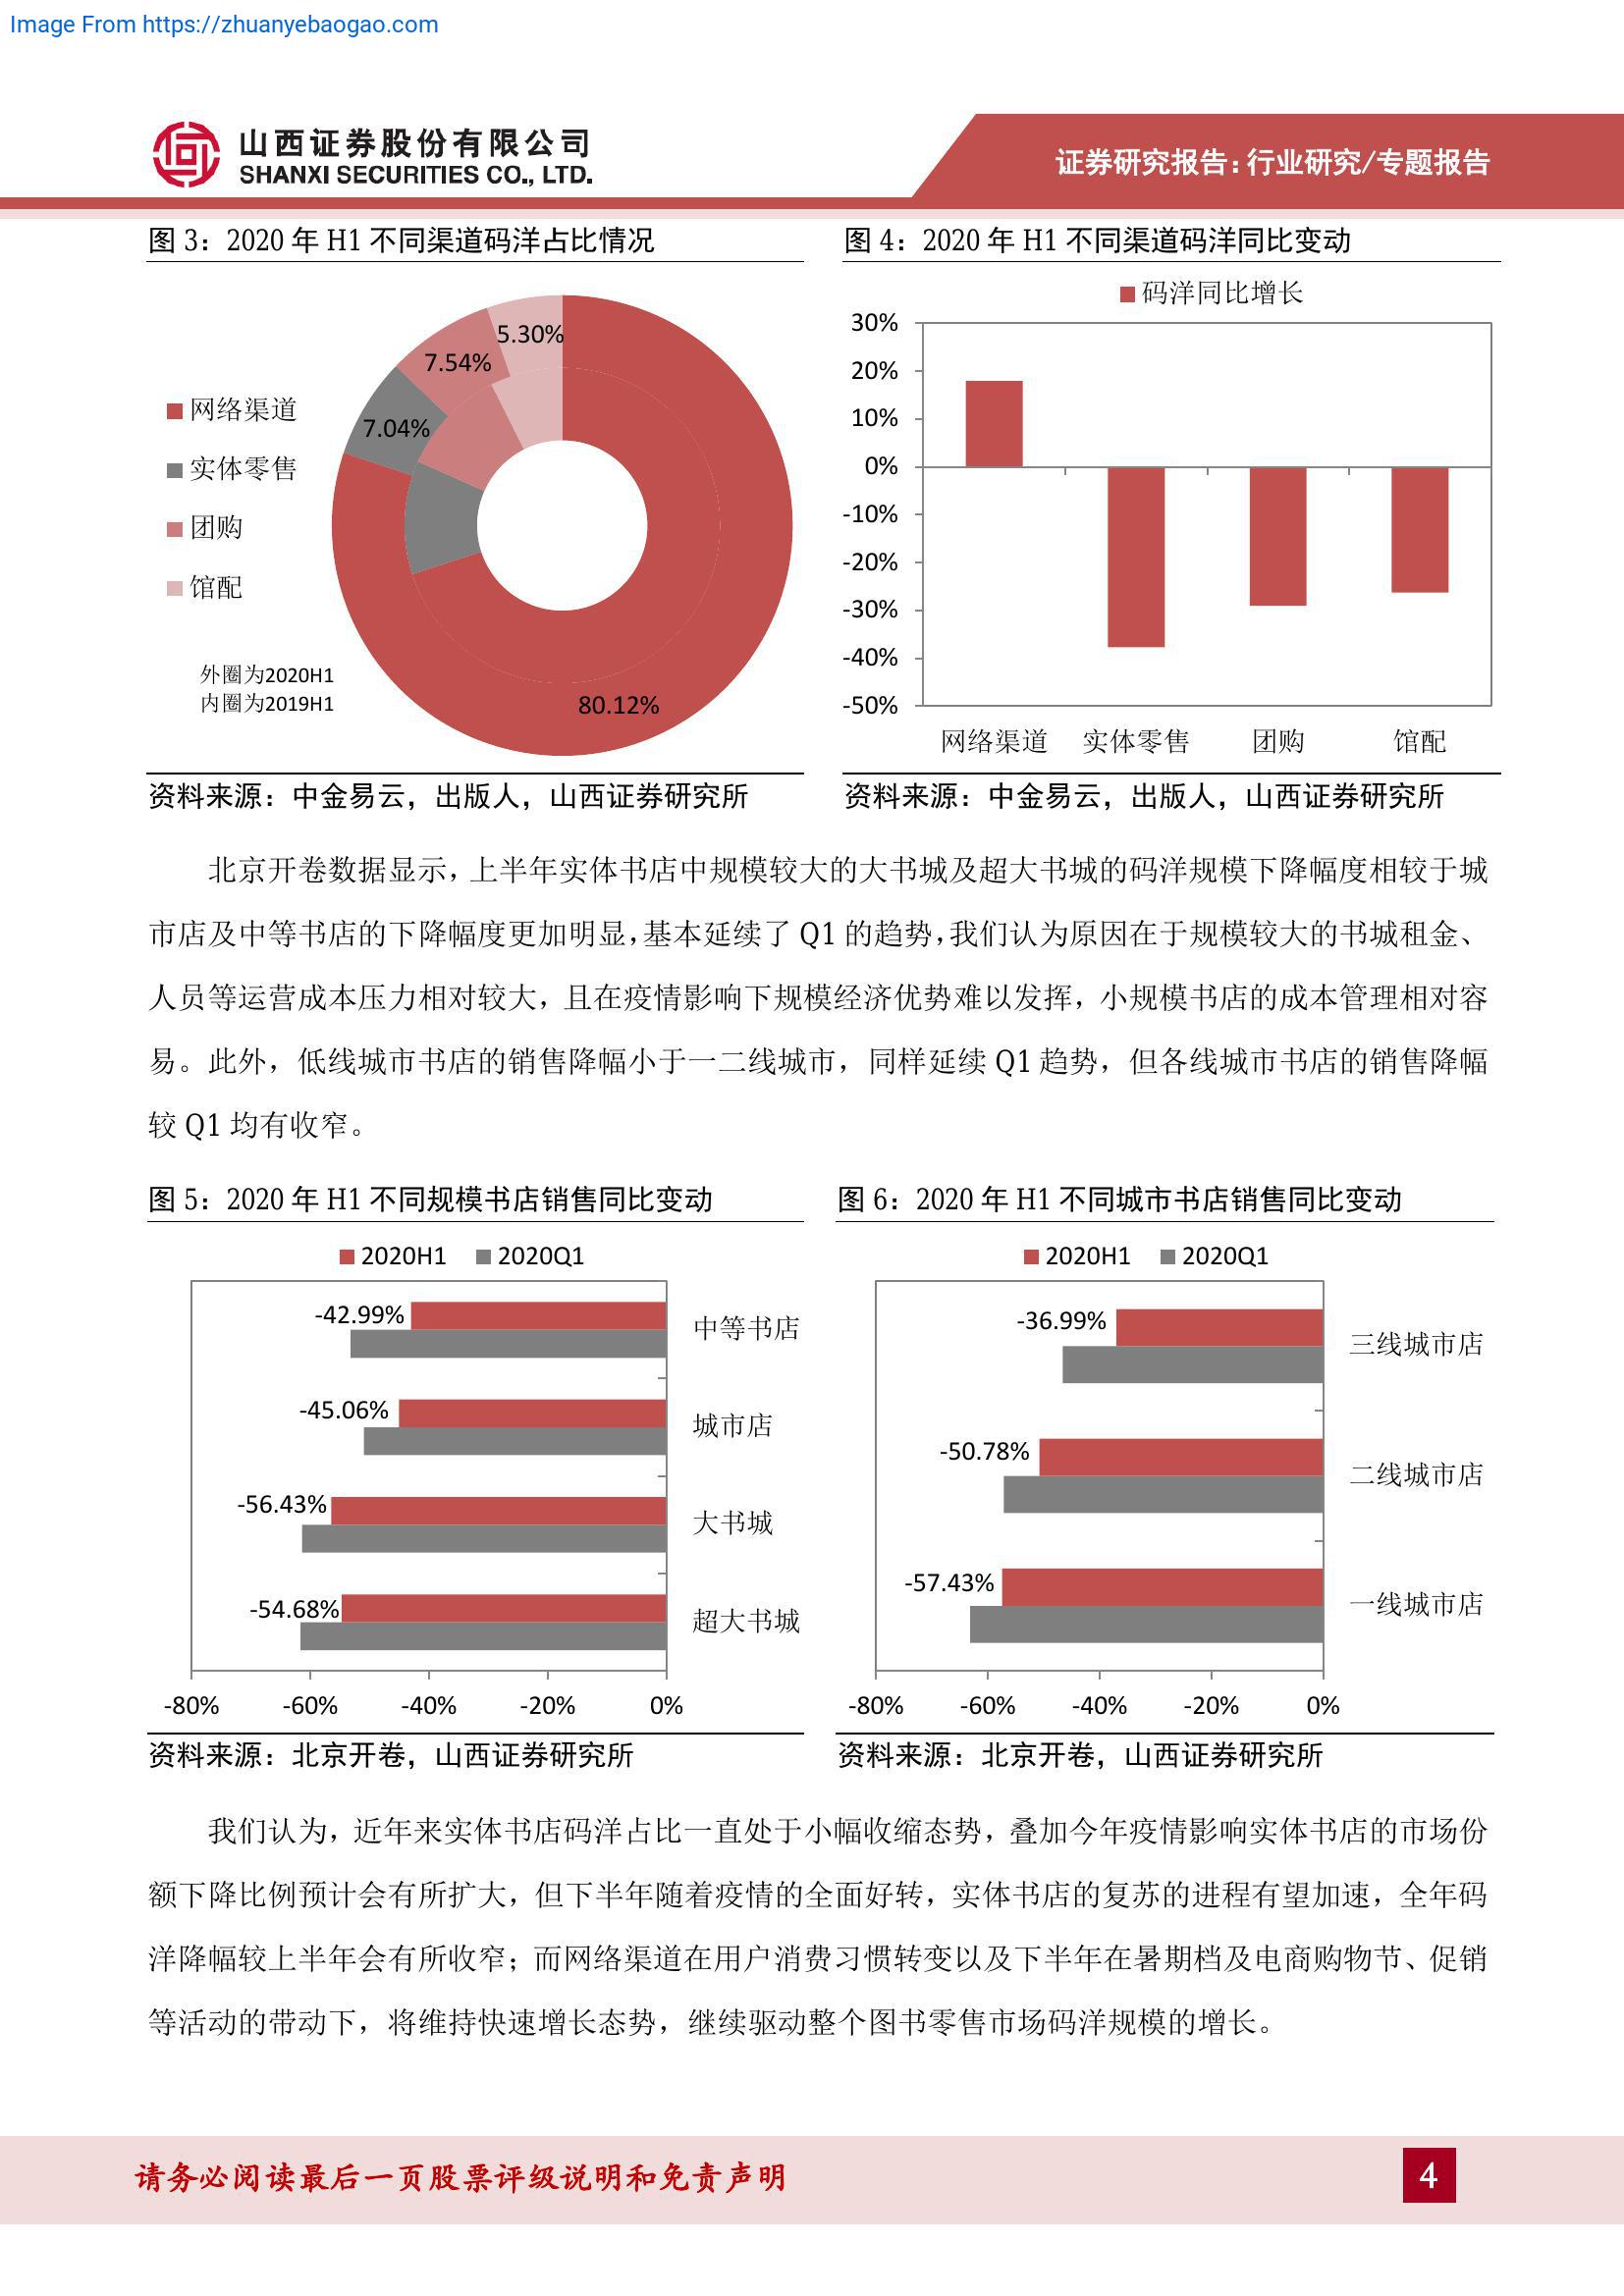 Image From https://zhuanyebaogao.com
山西证券股份有限公司
SHANXI SECURITIES CO., LTD.
证券研究报告：行业研究/专题报告
图 3：2020 年 H1 不同渠道码洋占比情况
网络渠道
实体零售
团购
馆配
外圈为2020H1
内圈为2019H1
5.30%
7.54%
7.04%
80.12%
资料来源：中金易云，出版人，山西证券研究所
图 4：2020 年 H1 不同渠道码洋同比变动
码洋同比增长
30%
20%
10%
0%
-10%
-20%
-30%
-40%
-50%
网络渠道 实体零售 团购 馆配
资料来源：中金易云，出版人，山西证券研究所
北京开卷数据显示，上半年实体书店中规模较大的大书城及超大书城的码洋规模下降幅度相较于城
市店及中等书店的下降幅度更加明显，基本延续了 Q1 的趋势，我们认为原因在于规模较大的书城租金、
人员等运营成本压力相对较大，且在疫情影响下规模经济优势难以发挥，小规模书店的成本管理相对容
易。此外，低线城市书店的销售降幅小于一二线城市，同样延续 Q1 趋势，但各线城市书店的销售降幅
较 Q1 均有收窄。
图 5：2020 年 H1 不同规模书店销售同比变动
2020H1 2020Q1
-42.99% 中等书店
-45.06% 城市店
-56.43% 大书城
-54.68% 超大书城
-80% -60% -40% -20% 0%
资料来源：北京开卷，山西证券研究所
图 6：2020 年 H1 不同城市书店销售同比变动
2020H1 2020Q1
-36.99% 三线城市店
-50.78% 二线城市店
-57.43% 一线城市店
-80% -60% -40% -20% 0%
资料来源：北京开卷，山西证券研究所
我们认为，近年来实体书店码洋占比一直处于小幅收缩态势，叠加今年疫情影响实体书店的市场份
额下降比例预计会有所扩大，但下半年随着疫情的全面好转，实体书店的复苏的进程有望加速，全年码
洋降幅较上半年会有所收窄；而网络渠道在用户消费习惯转变以及下半年在暑期档及电商购物节、促销
等活动的带动下，将维持快速增长态势，继续驱动整个图书零售市场码洋规模的增长。
请务必阅读最后一页股票评级说明和免责声明
4